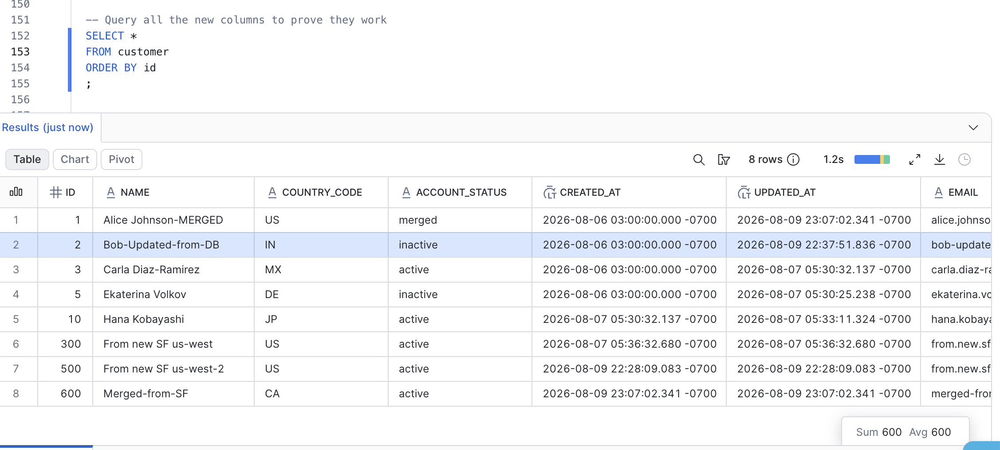 150
151 -- Query all the new columns to prove they work
152 SELECT *
153 FROM customer
154 ORDER BY id
155 ;
156
Results (just now)
Table Chart Pivot 8 rows 1.2s
ID NAME COUNTRY_CODE ACCOUNT_STATUS CREATED_AT UPDATED_AT EMAIL
1 1 Alice Johnson-MERGED US merged 2026-08-06 03:00:00.000 -0700 2026-08-09 23:07:02.341 -0700 alice.johnso
2 2 Bob-Updated-from-DB IN inactive 2026-08-06 03:00:00.000 -0700 2026-08-09 22:37:51.836 -0700 bob-update
3 3 Carla Diaz-Ramirez MX active 2026-08-06 03:00:00.000 -0700 2026-08-07 05:30:32.137 -0700 carla.diaz-ra
4 5 Ekaterina Volkov DE inactive 2026-08-06 03:00:00.000 -0700 2026-08-07 05:30:25.238 -0700 ekaterina.vo
5 10 Hana Kobayashi JP active 2026-08-07 05:30:32.137 -0700 2026-08-07 05:33:11.324 -0700 hana.kobaya
6 300 From new SF us-west US active 2026-08-07 05:36:32.680 -0700 2026-08-07 05:36:32.680 -0700 from.new.sf
7 500 From new SF us-west-2 US active 2026-08-09 22:28:09.083 -0700 2026-08-09 22:28:09.083 -0700 from.new.sf
8 600 Merged-from-SF CA active 2026-08-09 23:07:02.341 -0700 2026-08-09 23:07:02.341 -0700 merged-fror
Sum 600 Avg 600